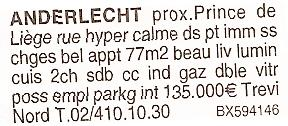 ANDERLECHT prox.Prince de
Liège rue hyper calme ds pt imm ss
chges bel appt 77m2 beau liv lumin
cuis 2ch sdb cc ind gaz dble vitr
poss empl parkg int 135.000€ Trevi
Nord T.02/410.10.30 BX594146